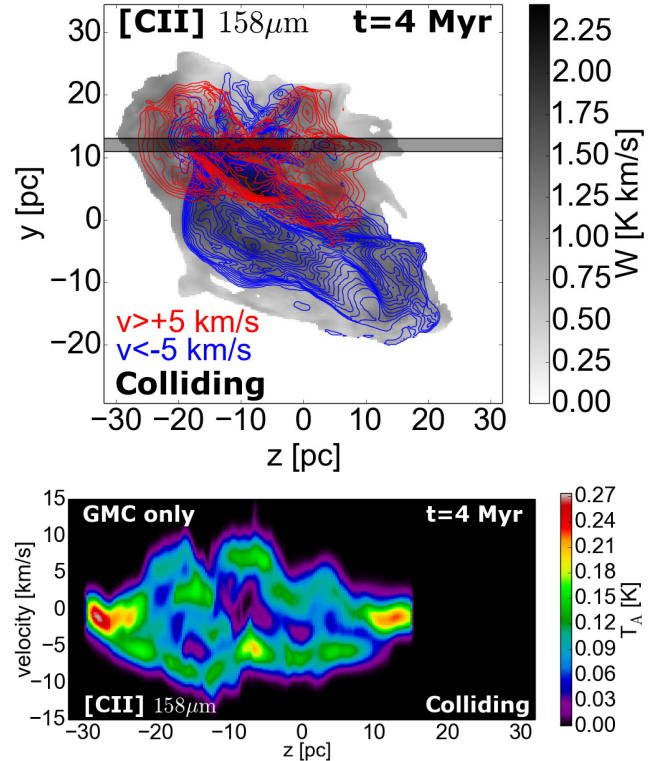 [CII] 158μm t=4 Myr
30
20
10
0
−10
−20
y [pc]
v>+5 km/s
v<-5 km/s
Colliding
−30 −20 −10 0 10 20 30
z [pc]
2.25
2.00
1.75
1.50
1.25
1.00
0.75
0.50
0.25
0.00
W [K km/s]
GMC only t=4 Myr
15
10
5
0
−5
−10
−15
velocity [km/s]
[CII] 158μm Colliding
−30 −20 −10 0 10 20 30
z [pc]
0.27
0.24
0.21
0.18
0.15
0.12
0.09
0.06
0.03
0.00
T_A [K]